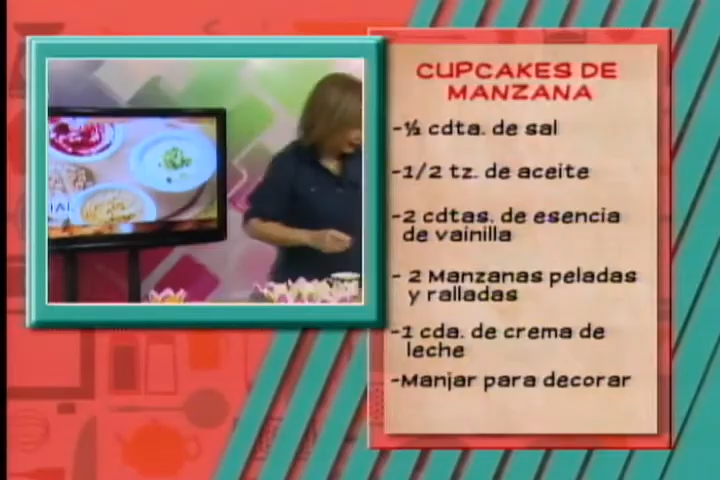 CUPCAKES DE
MANZANA
-½ cdta. de sal
-1/2 tz. de aceite
-2 cdtas. de esencia
de vainilla
- 2 Manzanas peladas
y ralladas
-1 cda. de crema de
leche
-Manjar para decorar